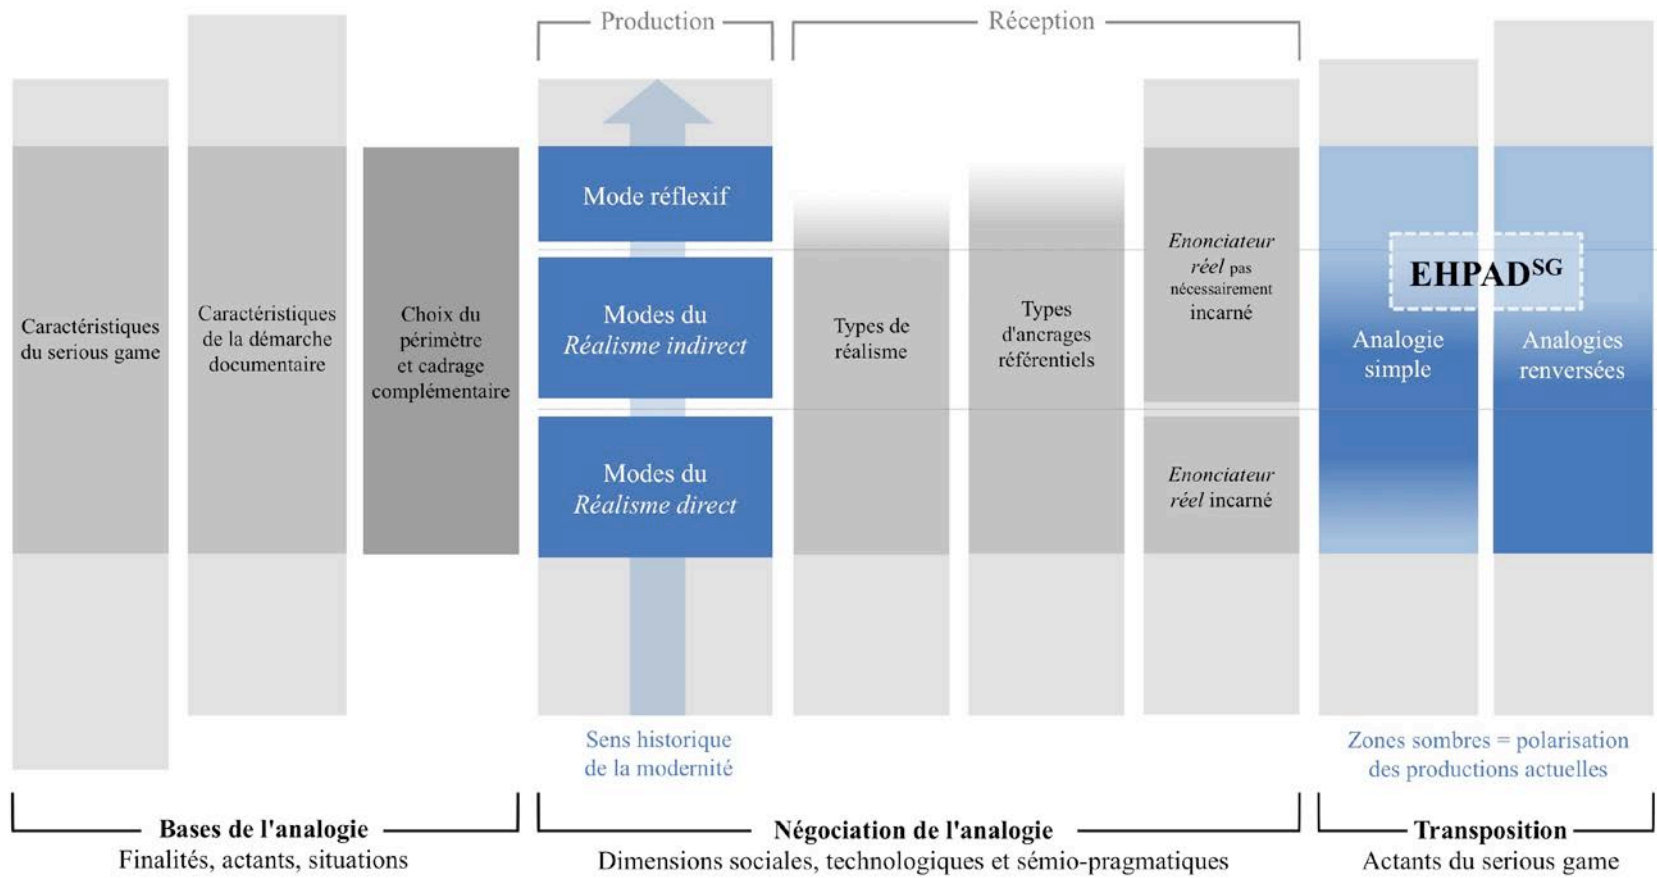 Production
Réception
Caractéristiques
du serious game
Caractéristiques
de la démarche
documentaire
Choix du
périmètre
et cadrage
complémentaire
Mode réflexif
Modes du
Réalisme indirect
Modes du
Réalisme direct
Types de
réalisme
Types
d'ancrages
référentiels
Enonciateur
réel pas
nécessairement
incarné
Enonciateur
réel incarné
EHPADSG
Analogie
simple
Analogies
renversées
Sens historique
de la modernité
Zones sombres = polarisation
des productions actuelles
Bases de l'analogie
Finalités, actants, situations
Négociation de l'analogie
Dimensions sociales, technologiques et sémio-pragmatiques
Transposition
Actants du serious game